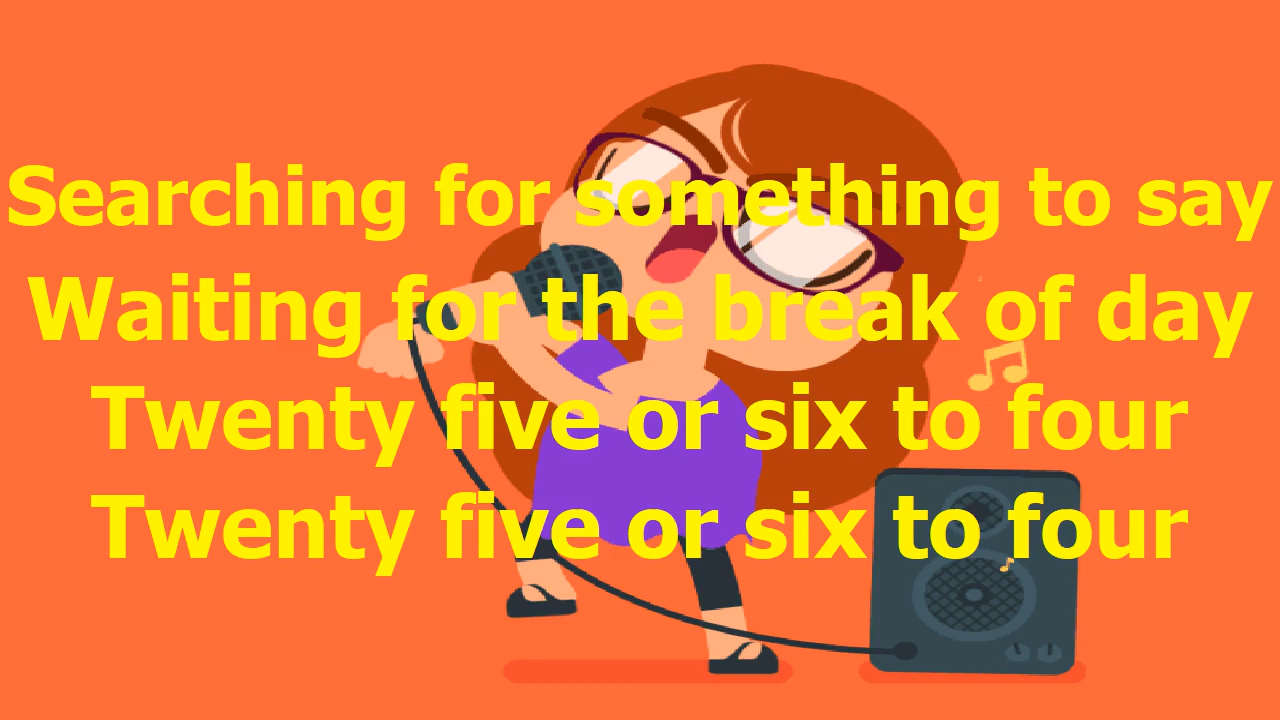 Searching for something to say
Waiting for the break of day
Twenty five or six to four
Twenty five or six to four